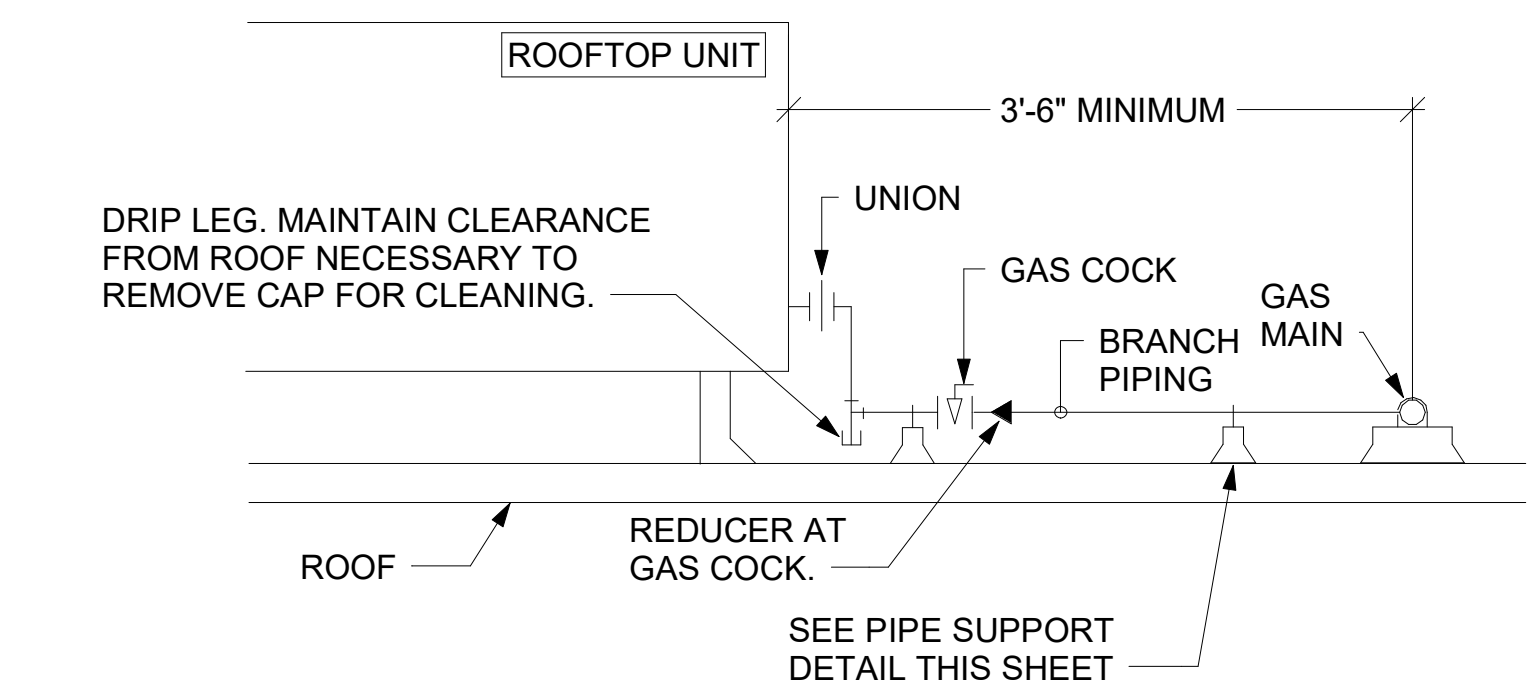 ROOFTOP UNIT
3'-6" MINIMUM
UNION
DRIP LEG. MAINTAIN CLEARANCE
FROM ROOF NECESSARY TO
REMOVE CAP FOR CLEANING.
GAS COCK
GAS
MAIN
BRANCH
PIPING
REDUCER AT
GAS COCK.
ROOF
SEE PIPE SUPPORT
DETAIL THIS SHEET